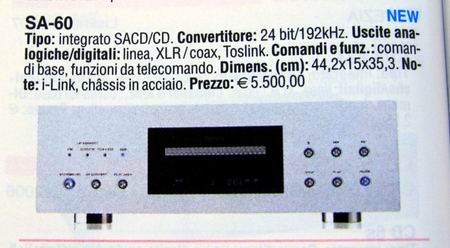 SA-60 NEW
Tipo: integrato SACD/CD. Convertitore: 24 bit/192kHz. Uscite ana-
logiche/digitali: linea, XLR/coax, Toslink. Comandi e funz.: coman-
di base, funzioni da telecomando. Dimens. (cm): 44,2x15x35,3. No-
te: i-Link, châssis in acciaio. Prezzo: € 5.500,00